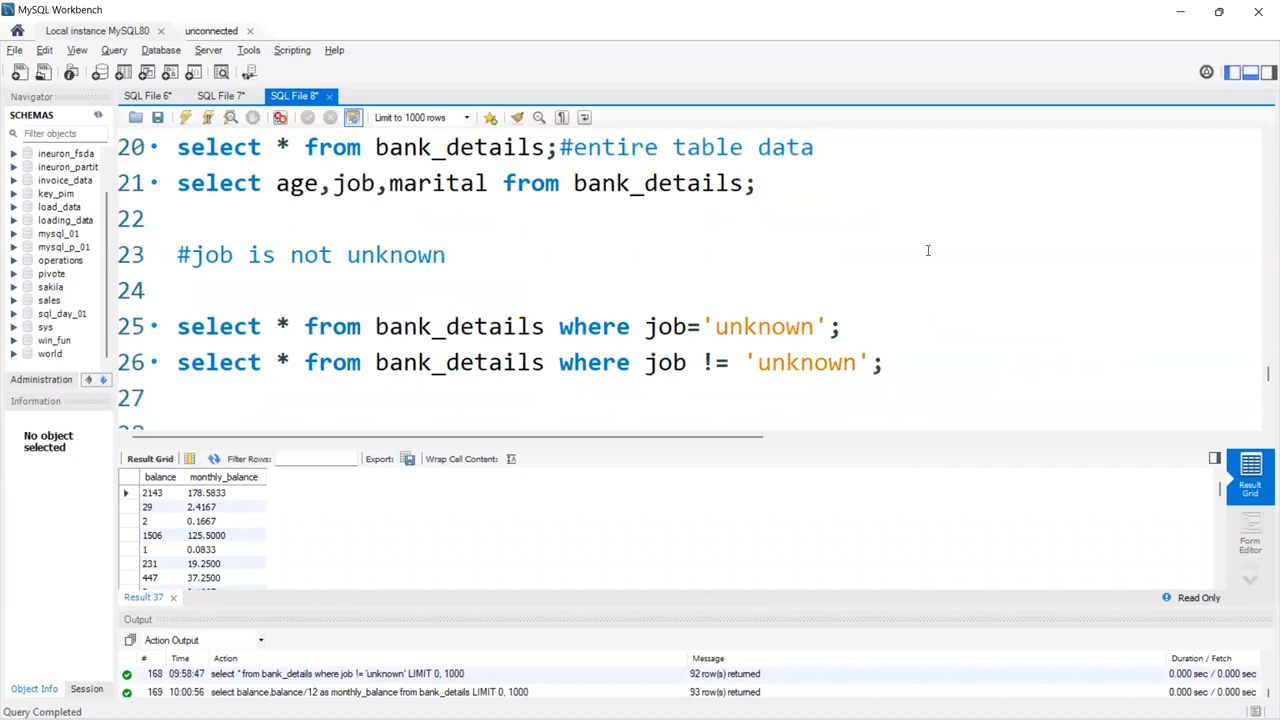 MySQL Workbench
Local instance MySQL80 unconnected
File Edit View Query Database Server Tools Scripting Help
Navigator SQL File 6* SQL File 7* SQL File 8*
SCHEMAS Limit to 1000 rows
Filter objects
ineuron_fsda
ineuron_partit
invoice_data
key_pim
load_data
loading_data
mysql_01
mysql_p_01
operations
pivote
sakila
sales
sql_day_01
sys
win_fun
world
20 select * from bank_details;#entire table data
21 select age,job,marital from bank_details;
22
23 #job is not unknown
24
25 select * from bank_details where job='unknown';
26 select * from bank_details where job != 'unknown';
27
Administration
Information
No object
selected
Result Grid Filter Rows: Export: Wrap Cell Content:
balance monthly_balance
2143 178.5833
29 2.4167
2 0.1667
1506 125.5000
1 0.0833
231 19.2500
447 37.2500
Result
Grid
Form
Editor
Result 37 Read Only
Output
Action Output
# Time Action Message Duration / Fetch
168 09:58:47 select * from bank_details where job != 'unknown' LIMIT 0, 1000 92 row(s) returned 0.000 sec / 0.000 sec
169 10:00:56 select balance,balance/12 as monthly_balance from bank_details LIMIT 0, 1000 93 row(s) returned 0.000 sec / 0.000 sec
Object Info Session
Query Completed